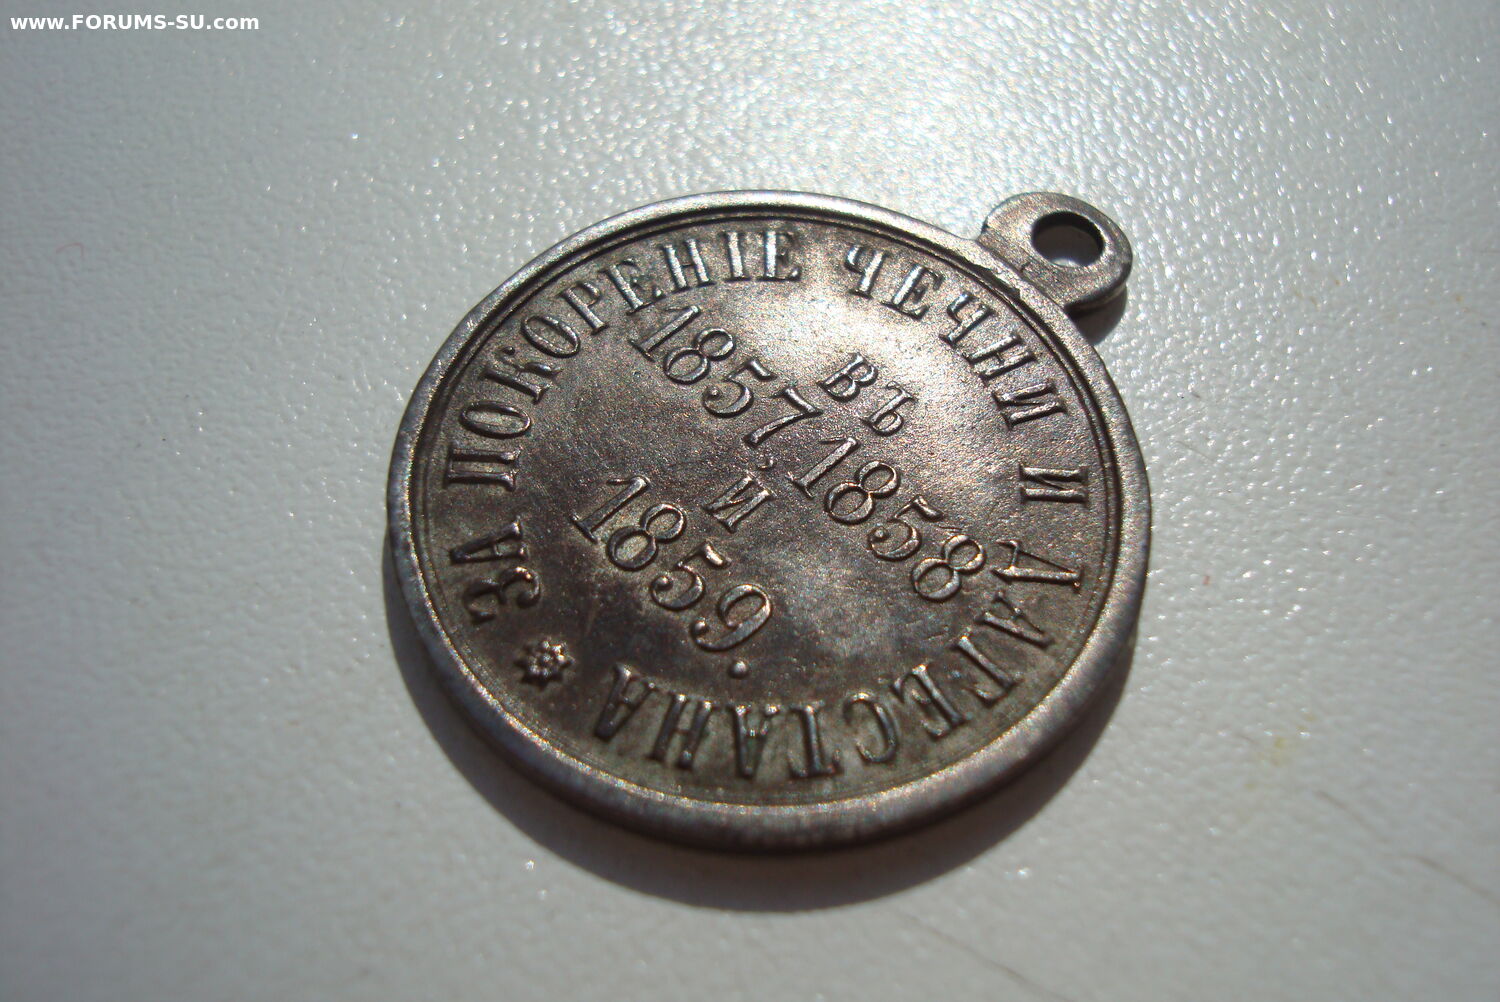 www.FORUMS-SU.com
ЗА ПОКОРЕНІЕ ЧЕЧНИ И ДАГЕСТАНА
ВЪ
1857, 1858
И
1859.